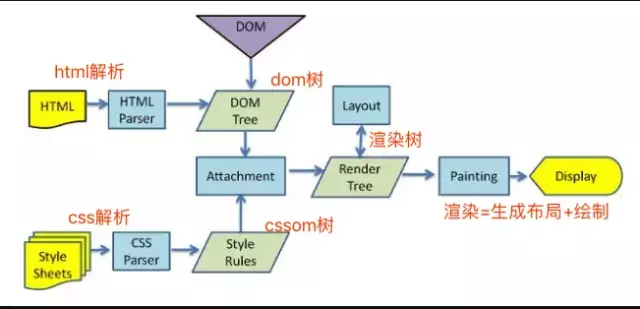 DOM
html解析
dom树
HTML
HTML
Parser
DOM
Tree
Layout
渲染树
Attachment
Render
Tree
Painting
Display
渲染=生成布局+绘制
css解析
cssom树
Style
Sheets
CSS
Parser
Style
Rules